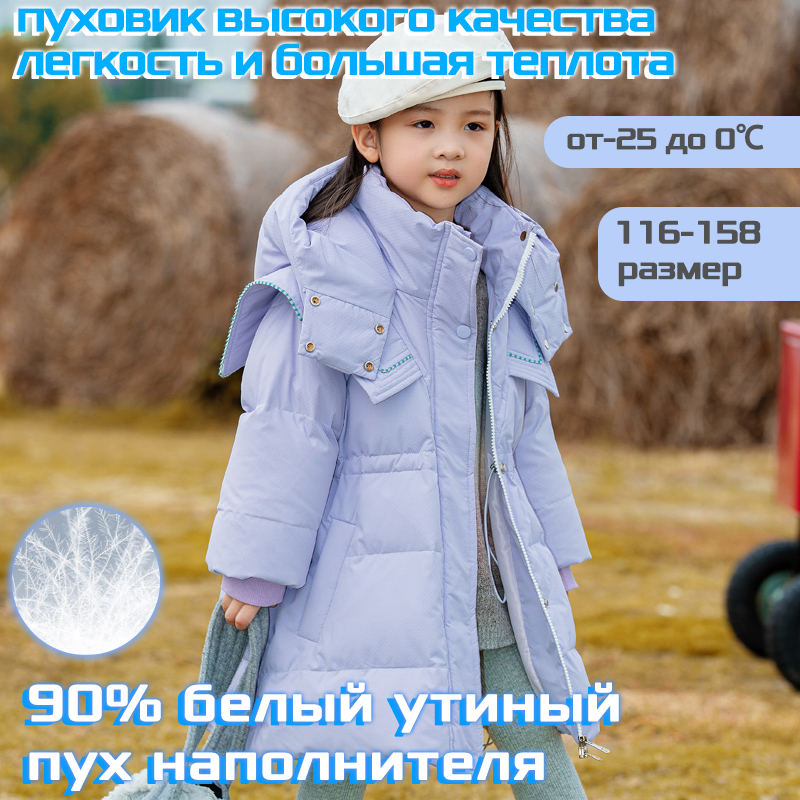 пуховик высокого качества
легкость и большая теплота
от-25 до 0℃
116-158
размер
90% белый утиный
пух наполнителя